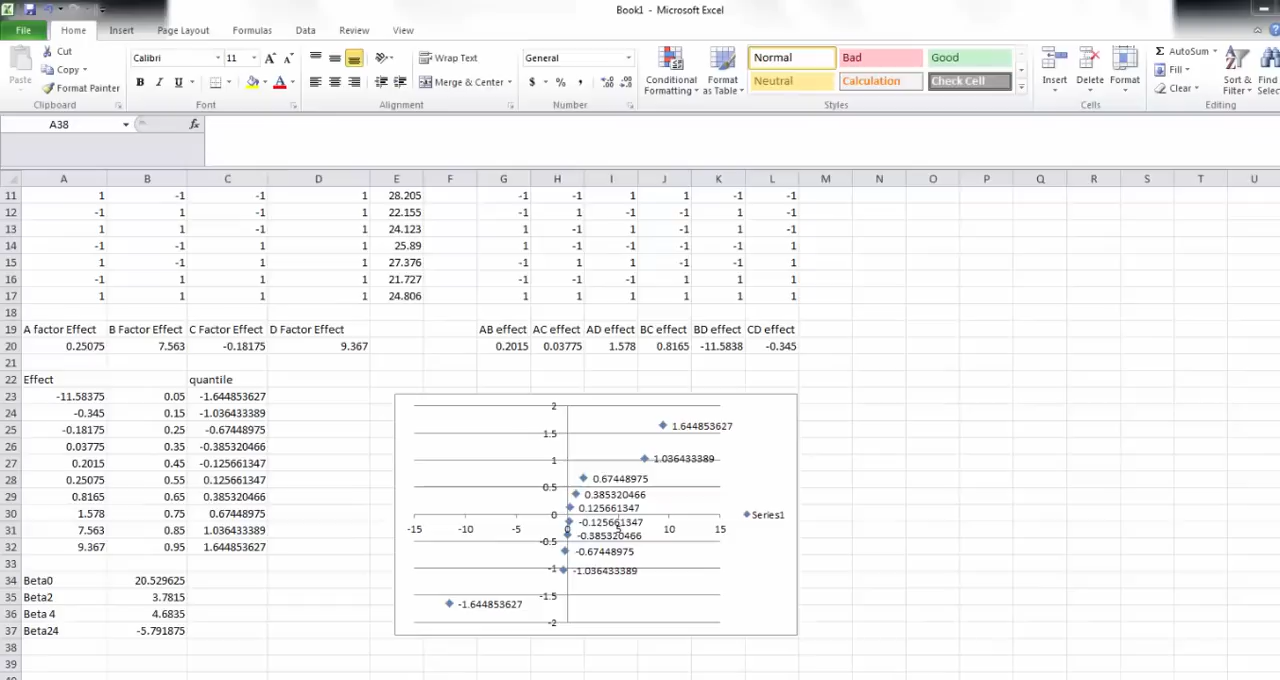 Book1 - Microsoft Excel
File Home Insert Page Layout Formulas Data Review View
Paste
Cut
Copy
Format Painter
Clipboard
Calibri 11
B I U
Font
Wrap Text
Merge & Center
Alignment
General
$ % ,
Number
Conditional Formatting
Format as Table
Normal Bad Good
Neutral Calculation Check Cell
Styles
Insert Delete Format
Cells
Σ AutoSum
Fill
Clear
Sort & Filter
Find
Editing
A38 fx
A B C D E F G H I J K L M N O P Q R S T U
11 1 -1 -1 1 28.205 -1 -1 1 1 -1 -1
12 -1 1 -1 1 22.155 -1 1 -1 -1 1 -1
13 1 1 -1 1 24.123 1 -1 1 -1 1 -1
14 -1 -1 1 1 25.89 1 -1 -1 -1 -1 1
15 1 -1 1 1 27.376 -1 1 1 -1 -1 1
16 -1 1 1 1 21.727 -1 -1 -1 1 1 1
17 1 1 1 1 24.806 1 1 1 1 1 1
18
19 A factor Effect B Factor Effect C Factor Effect D Factor Effect AB effect AC effect AD effect BC effect BD effect CD effect
20 0.25075 7.563 -0.18175 9.367 0.2015 0.03775 1.578 0.8165 -11.5838 -0.345
21
22 Effect quantile
23 -11.58375 0.05 -1.644853627
24 -0.345 0.15 -1.036433389
25 -0.18175 0.25 -0.67448975
26 0.03775 0.35 -0.385320466
27 0.2015 0.45 -0.125661347
28 0.25075 0.55 0.125661347
29 0.8165 0.65 0.385320466
30 1.578 0.75 0.67448975
31 7.563 0.85 1.036433389
32 9.367 0.95 1.644853627
33
34 Beta0 20.529625
35 Beta2 3.7815
36 Beta 4 4.6835
37 Beta24 -5.791875
38
39
2
1.644853627
1.5
1 1.036433389
0.67448975
0.5 0.385320466
0.125661347
0 Series1
-15 -10 -5 0 5 10 15
-0.125661347
-0.5 -0.385320466
-0.67448975
-1 -1.036433389
-1.5
-1.644853627
-2